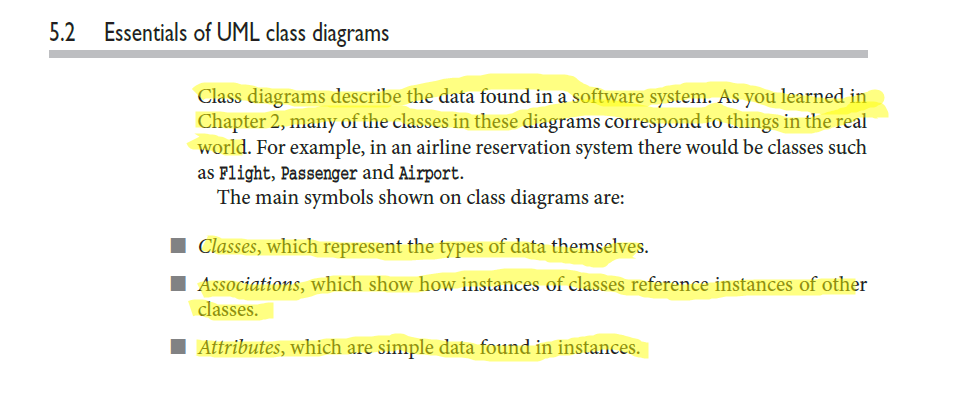 5.2 Essentials of UML class diagrams
Class diagrams describe the data found in a software system. As you learned in
Chapter 2, many of the classes in these diagrams correspond to things in the real
world. For example, in an airline reservation system there would be classes such
as Flight, Passenger and Airport.
The main symbols shown on class diagrams are:
■ Classes, which represent the types of data themselves.
■ Associations, which show how instances of classes reference instances of other
classes.
■ Attributes, which are simple data found in instances.